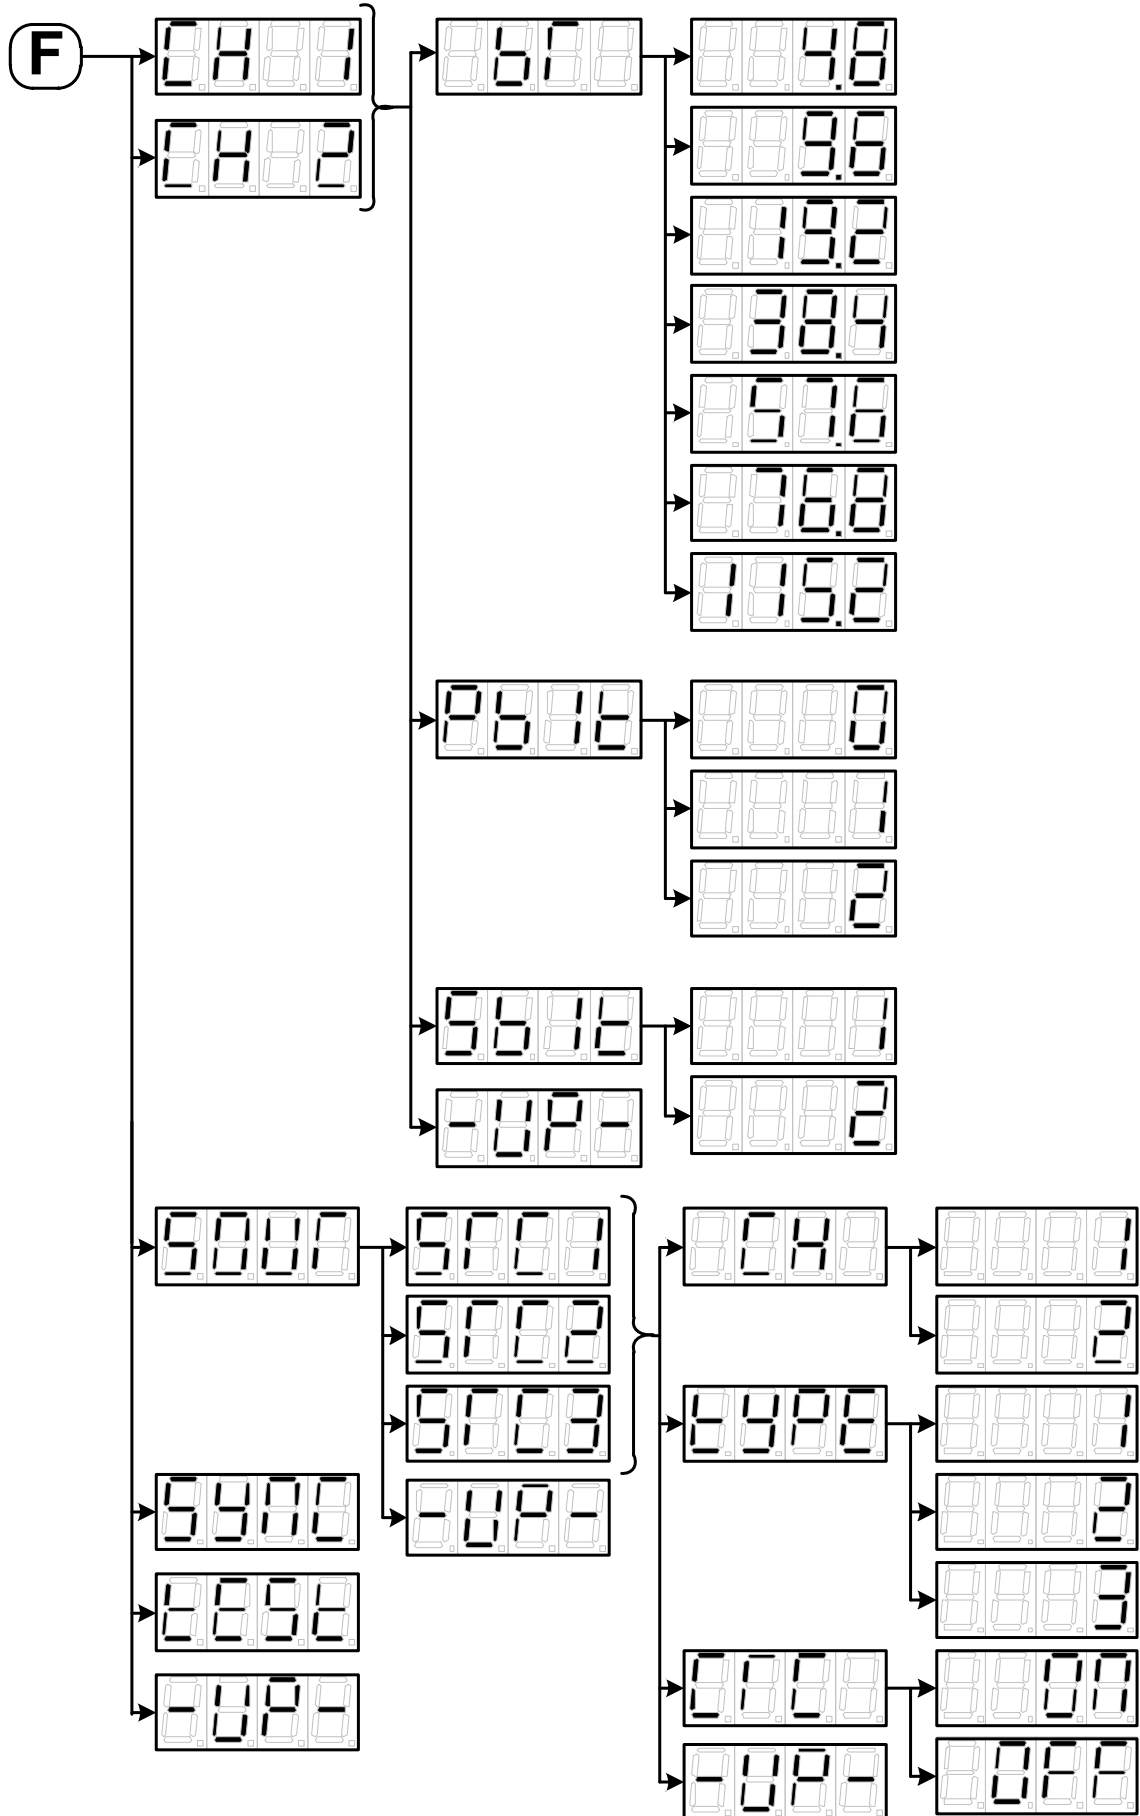 F
CH 1
br
4.8
CH 2
9.6
19.2
38.4
57.6
76.8
115.2
Pb1t
0
1
2
Sb1t
1
-UP-
2
SOUr
SrC1
CH
1
SrC2
2
SrC3
tYPE
1
SYNC
-UP-
2
tESt
3
-UP-
CrC
ON
-UP-
OFF